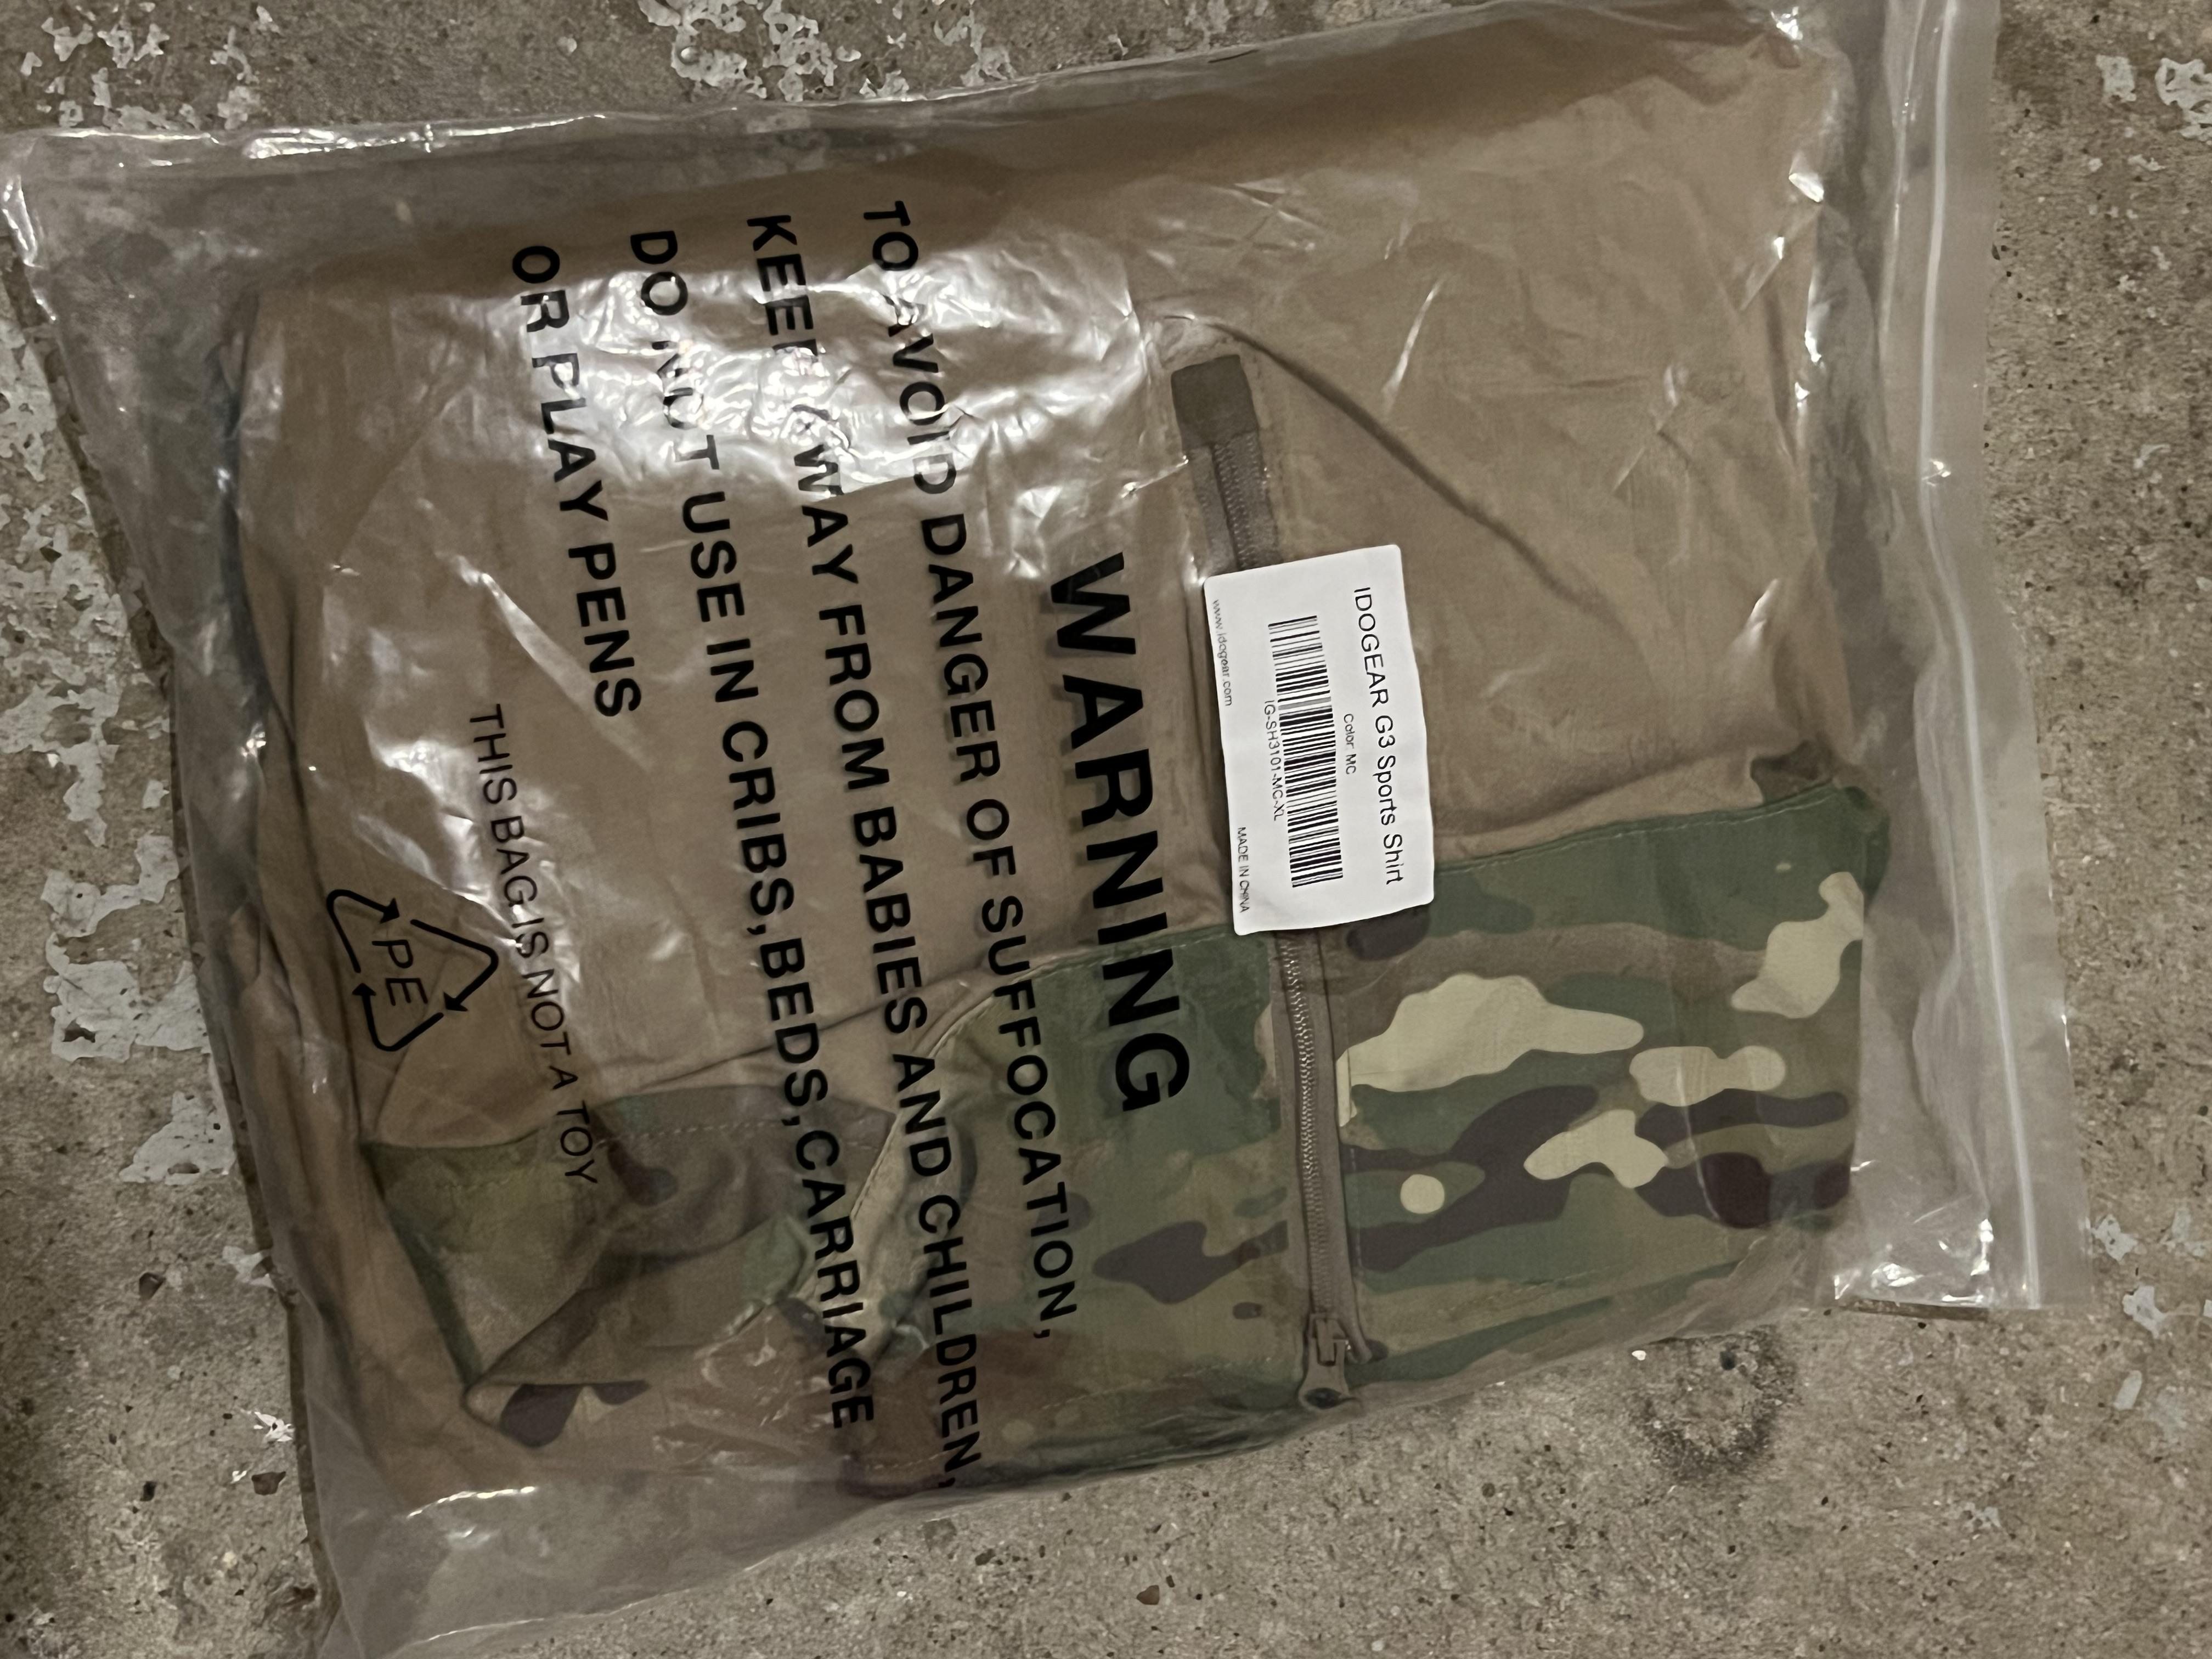 WARNING
TO AVOID DANGER OF SUFFOCATION,
KEEP AWAY FROM BABIES AND CHILDREN,
DO NOT USE IN CRIBS,BEDS,CARRIAGE
OR PLAY PENS
THIS BAG IS NOT A TOY
PE
IDOGEAR G3 Sports Shirt
Color: MC
IG-SH3101-MC-XL
www.idogear.com
MADE IN CHINA